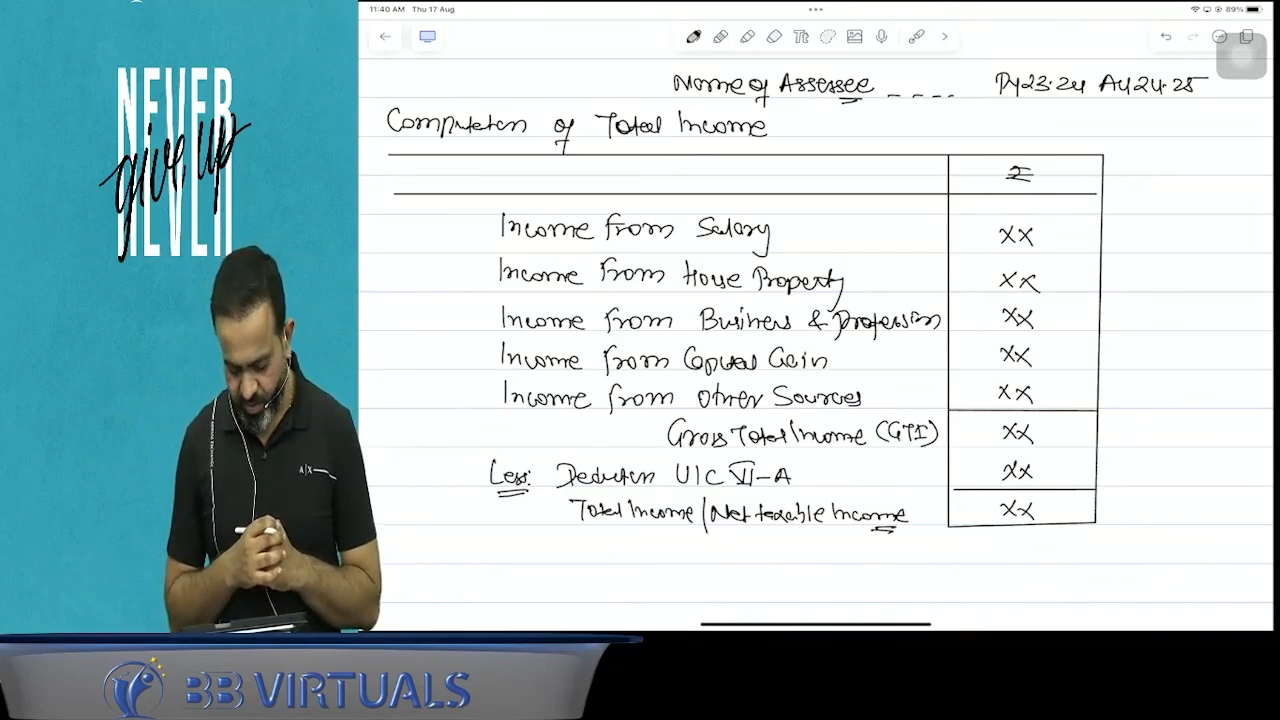 11:40 AM Thu 17 Aug
89%
NEVER
give up
NEVER
Name of Assessee ---- PY 23-24 AY 24-25
Computation of Total Income
₹
Income from Salary XX
Income from House Property XX
Income from Business & Profession XX
Income from Capital Gain XX
Income from Other Sources XX
Gross Total Income (GTI) XX
Less: Deduction U/C VI-A XX
Total Income / Net taxable Income XX
A|X
BB VIRTUALS